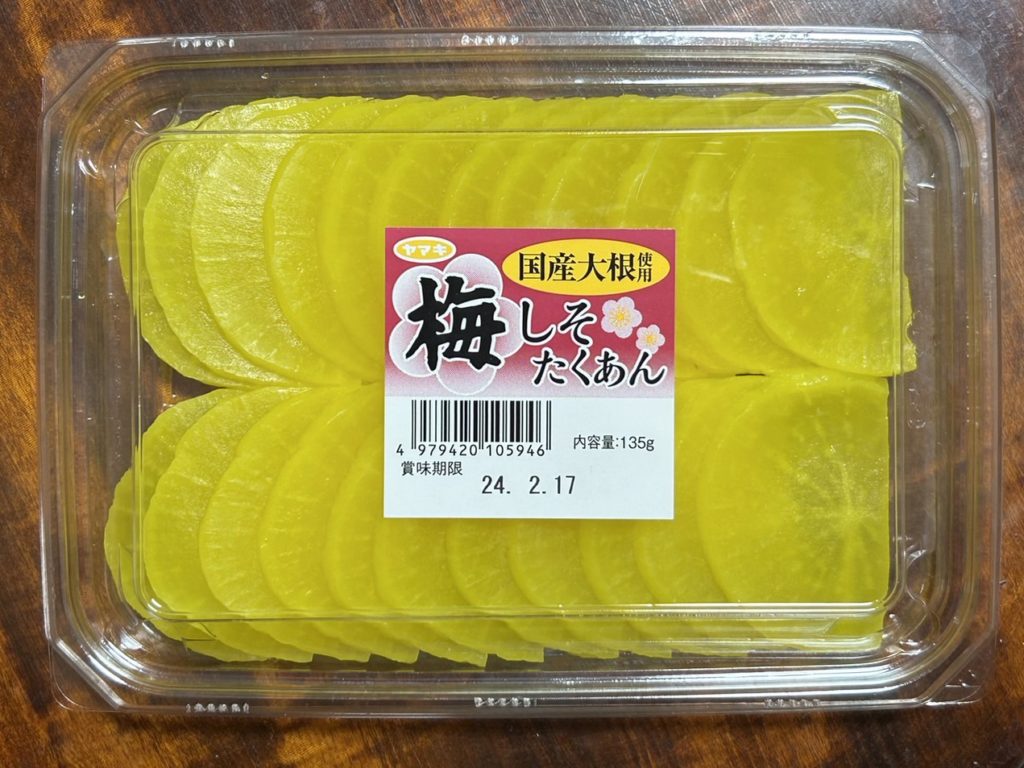 ヤマキ
国産大根使用
梅しそ
たくあん
4 979420 105946
内容量:135g
賞味期限
24. 2.17